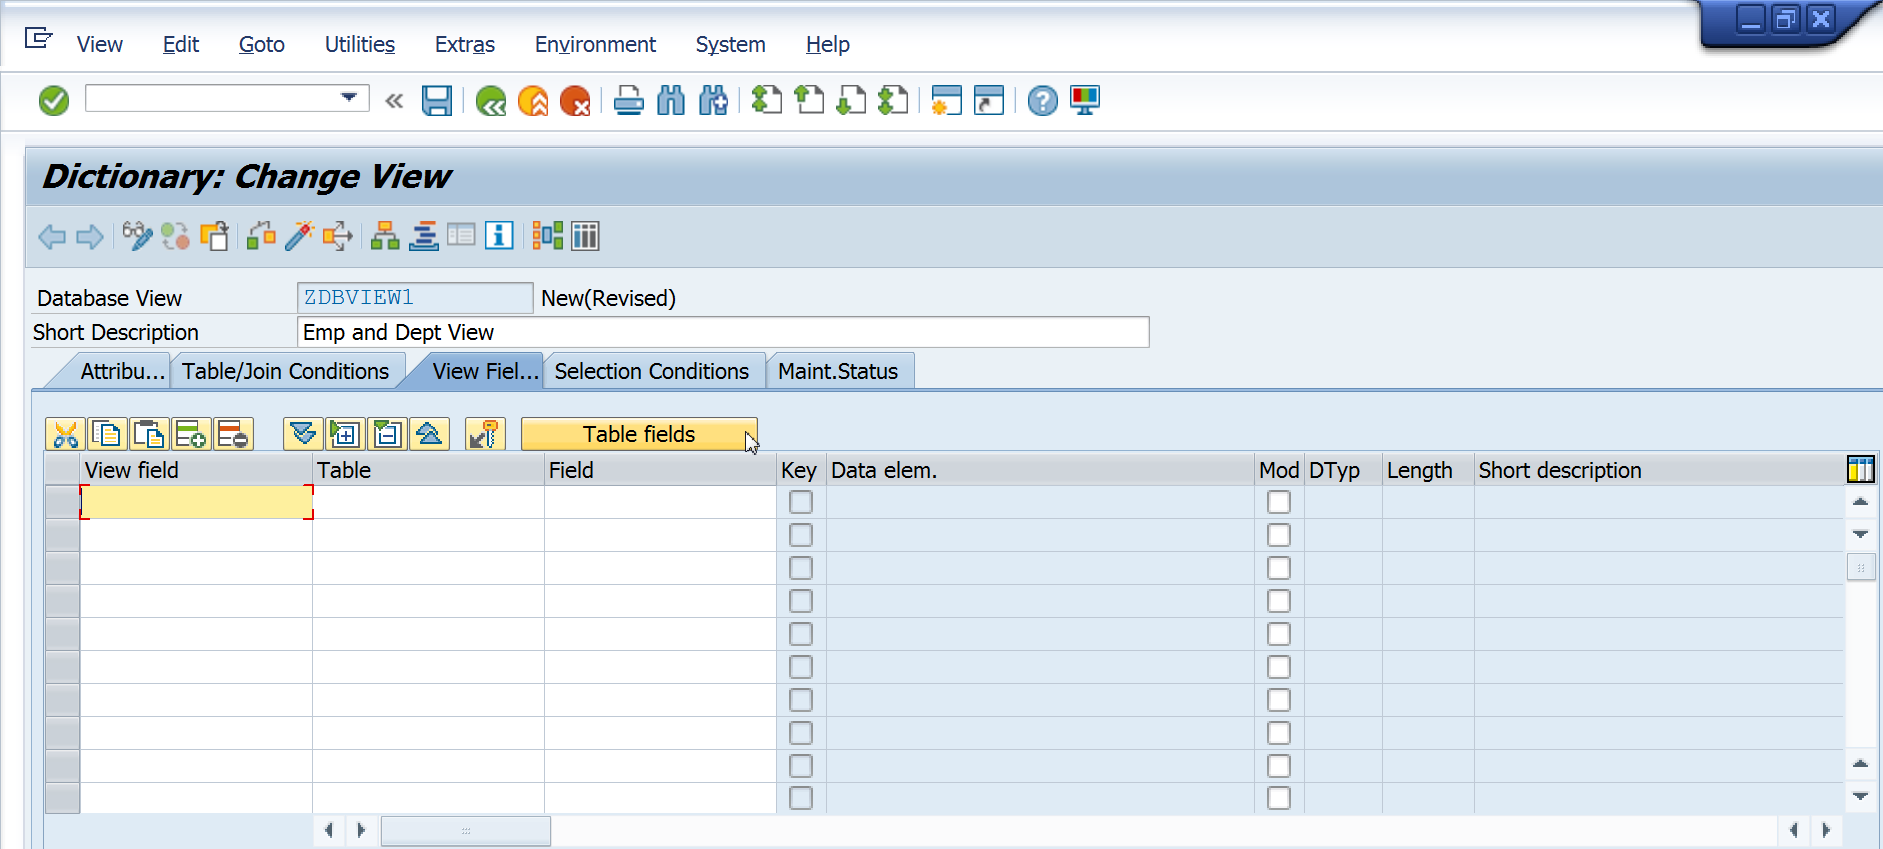 View Edit Goto Utilities Extras Environment System Help
Dictionary: Change View
Database View ZDBVIEW1 New(Revised)
Short Description Emp and Dept View
Attribu... Table/Join Conditions View Fiel... Selection Conditions Maint.Status
Table fields
View field Table Field Key Data elem. Mod DTyp Length Short description